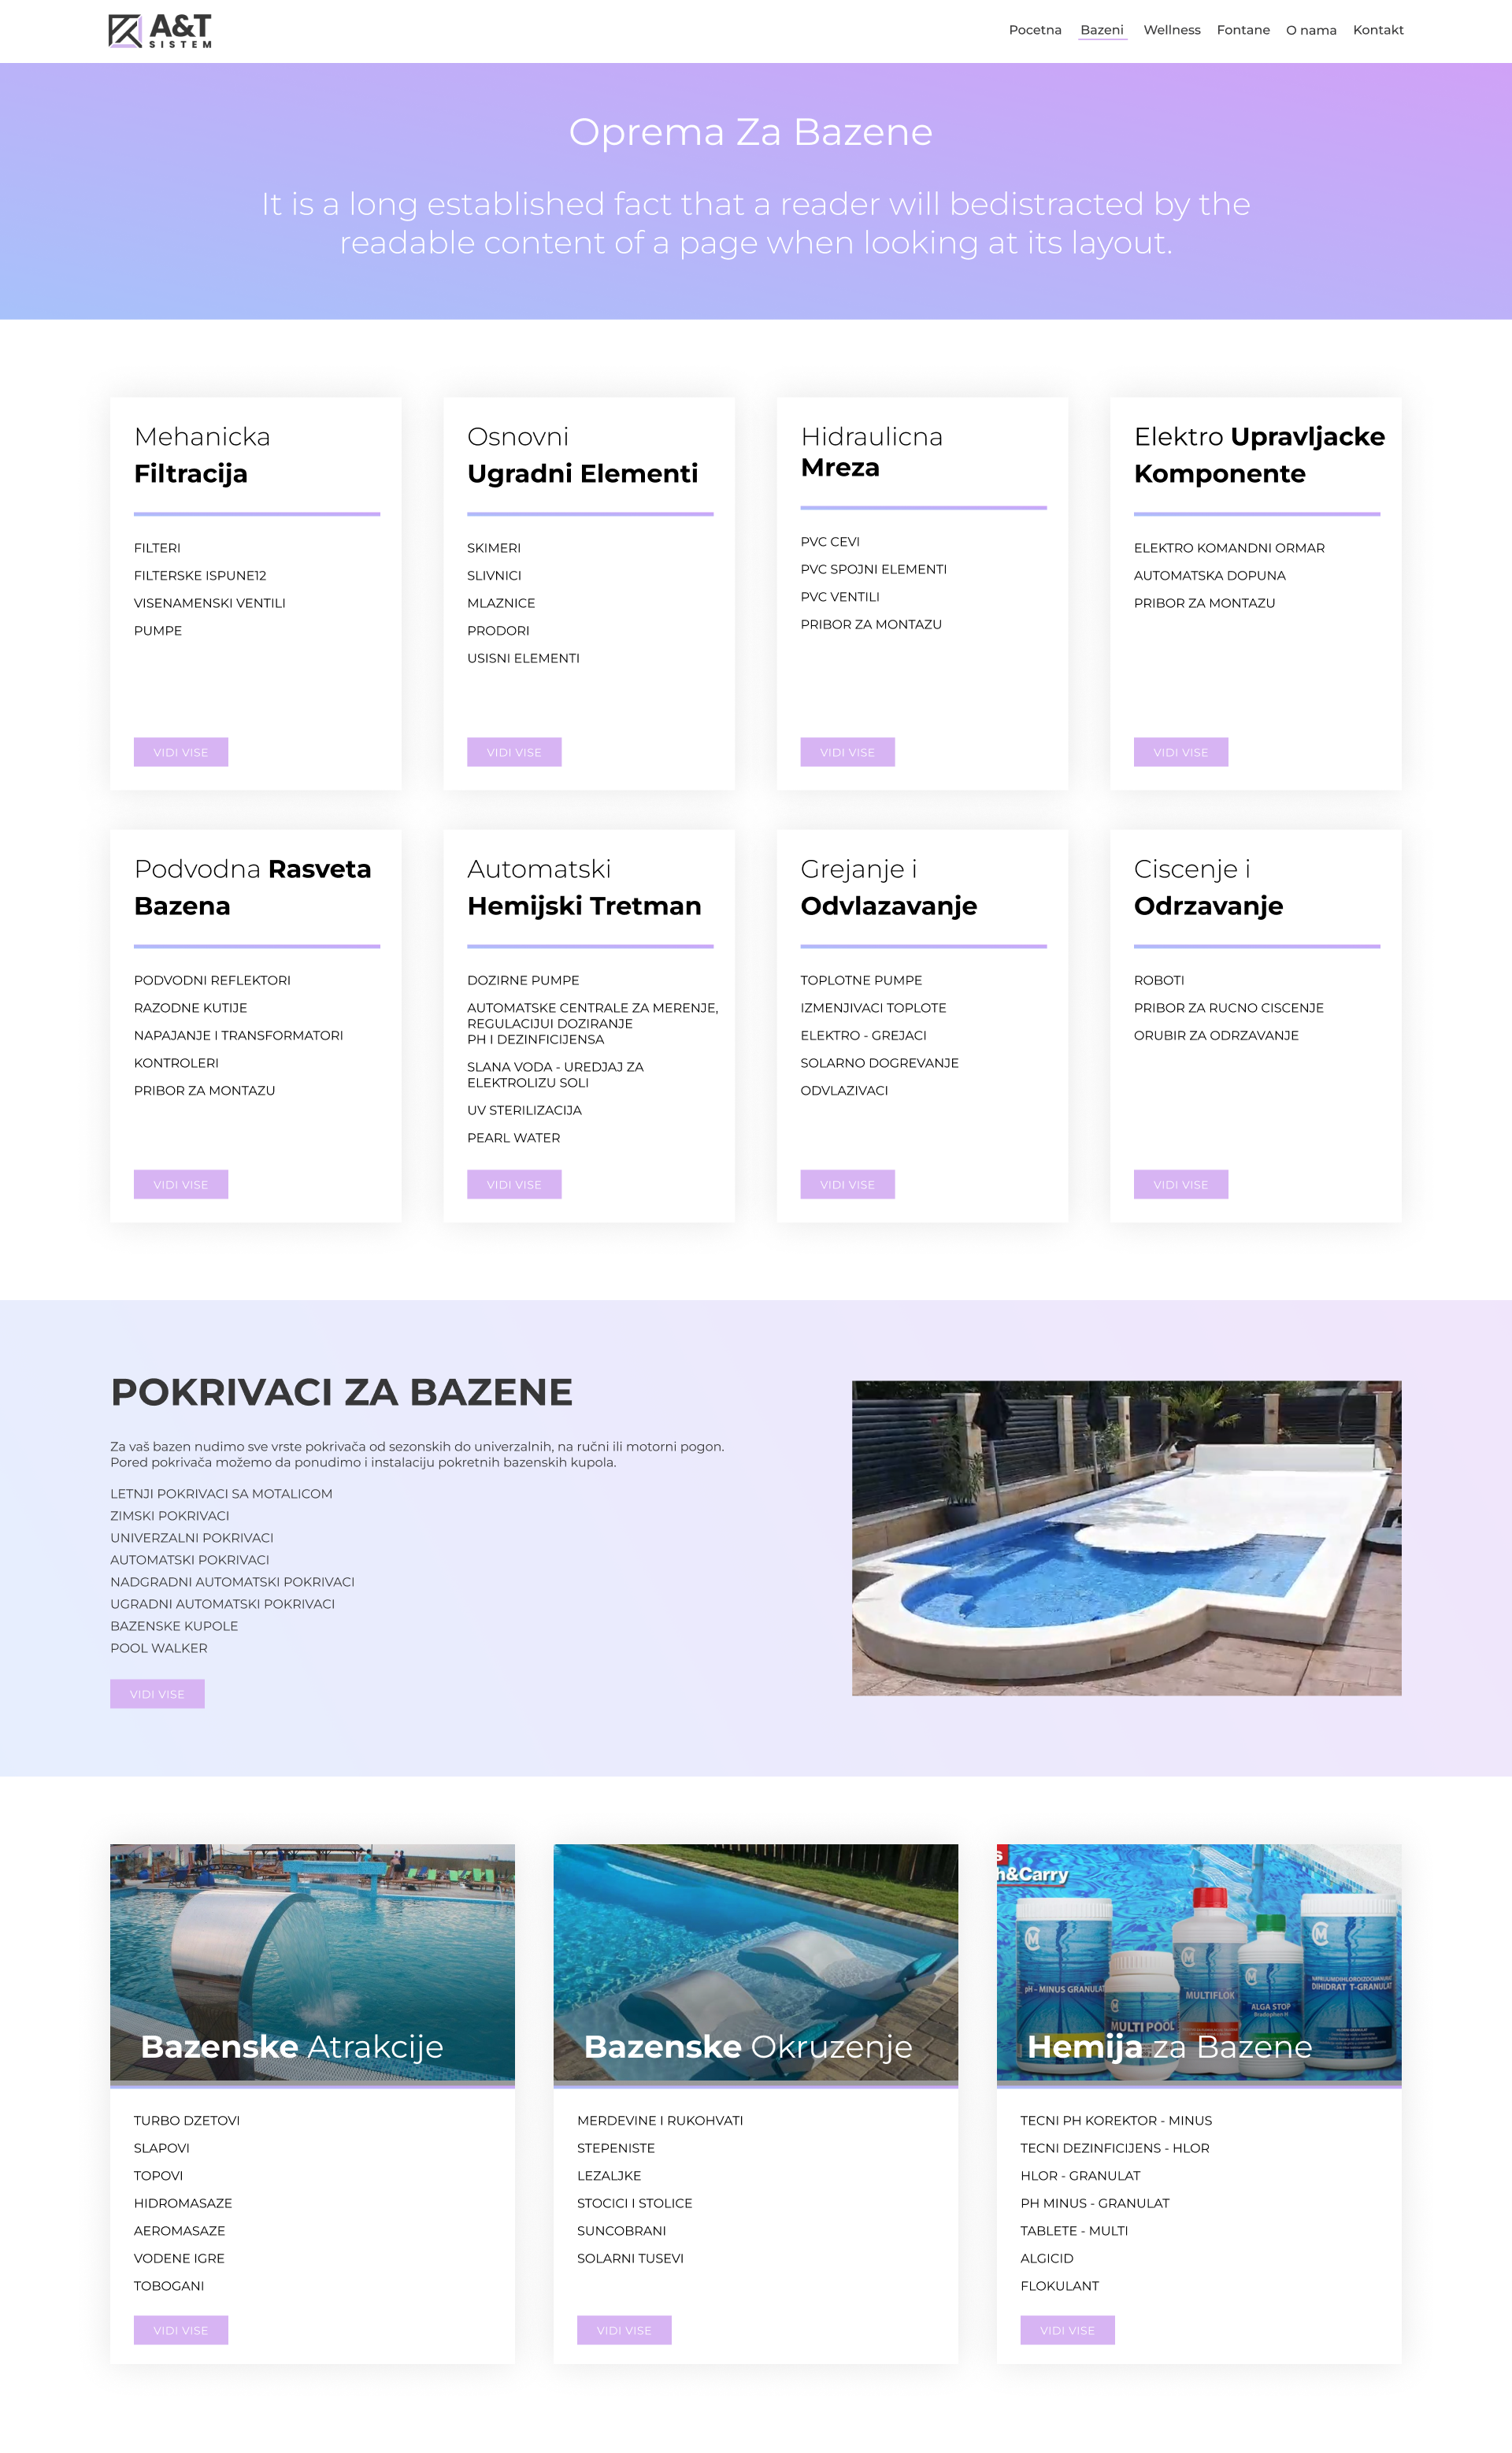 A&T
SISTEM
Pocetna Bazeni Wellness Fontane O nama Kontakt
Oprema Za Bazene
It is a long established fact that a reader will bedistracted by the
readable content of a page when looking at its layout.
Mehanicka
Filtracija
FILTERI
FILTERSKE ISPUNE12
VISENAMENSKI VENTILI
PUMPE
VIDI VISE
Osnovni
Ugradni Elementi
SKIMERI
SLIVNICI
MLAZNICE
PRODORI
USISNI ELEMENTI
VIDI VISE
Hidraulicna
Mreza
PVC CEVI
PVC SPOJNI ELEMENTI
PVC VENTILI
PRIBOR ZA MONTAZU
VIDI VISE
Elektro Upravljacke
Komponente
ELEKTRO KOMANDNI ORMAR
AUTOMATSKA DOPUNA
PRIBOR ZA MONTAZU
VIDI VISE
Podvodna Rasveta
Bazena
PODVODNI REFLEKTORI
RAZODNE KUTIJE
NAPAJANJE I TRANSFORMATORI
KONTROLERI
PRIBOR ZA MONTAZU
VIDI VISE
Automatski
Hemijski Tretman
DOZIRNE PUMPE
AUTOMATSKE CENTRALE ZA MERENJE,
REGULACIJUI DOZIRANJE
PH I DEZINFICIJENSA
SLANA VODA - UREDJAJ ZA
ELEKTROLIZU SOLI
UV STERILIZACIJA
PEARL WATER
VIDI VISE
Grejanje i
Odvlazavanje
TOPLOTNE PUMPE
IZMENJIVACI TOPLOTE
ELEKTRO - GREJACI
SOLARNO DOGREVANJE
ODVLAZIVACI
VIDI VISE
Ciscenje i
Odrzavanje
ROBOTI
PRIBOR ZA RUCNO CISCENJE
ORUBIR ZA ODRZAVANJE
VIDI VISE
POKRIVACI ZA BAZENE
Za vaš bazen nudimo sve vrste pokrivača od sezonskih do univerzalnih, na ručni ili motorni pogon.
Pored pokrivača možemo da ponudimo i instalaciju pokretnih bazenskih kupola.
LETNJI POKRIVACI SA MOTALICOM
ZIMSKI POKRIVACI
UNIVERZALNI POKRIVACI
AUTOMATSKI POKRIVACI
NADGRADNI AUTOMATSKI POKRIVACI
UGRADNI AUTOMATSKI POKRIVACI
BAZENSKE KUPOLE
POOL WALKER
VIDI VISE
Bazenske Atrakcije
TURBO DZETOVI
SLAPOVI
TOPOVI
HIDROMASAZE
AEROMASAZE
VODENE IGRE
TOBOGANI
VIDI VISE
Bazenske Okruzenje
MERDEVINE I RUKOHVATI
STEPENISTE
LEZALJKE
STOCICI I STOLICE
SUNCOBRANI
SOLARNI TUSEVI
VIDI VISE
s
h&Carry
pH – MINUS GRANULAT
MULTI POOL
MULTIFLOK
ALGA STOP
DIHIDRAT T-GRANULAT
Hemija za Bazene
TECNI PH KOREKTOR - MINUS
TECNI DEZINFICIJENS - HLOR
HLOR - GRANULAT
PH MINUS - GRANULAT
TABLETE - MULTI
ALGICID
FLOKULANT
VIDI VISE